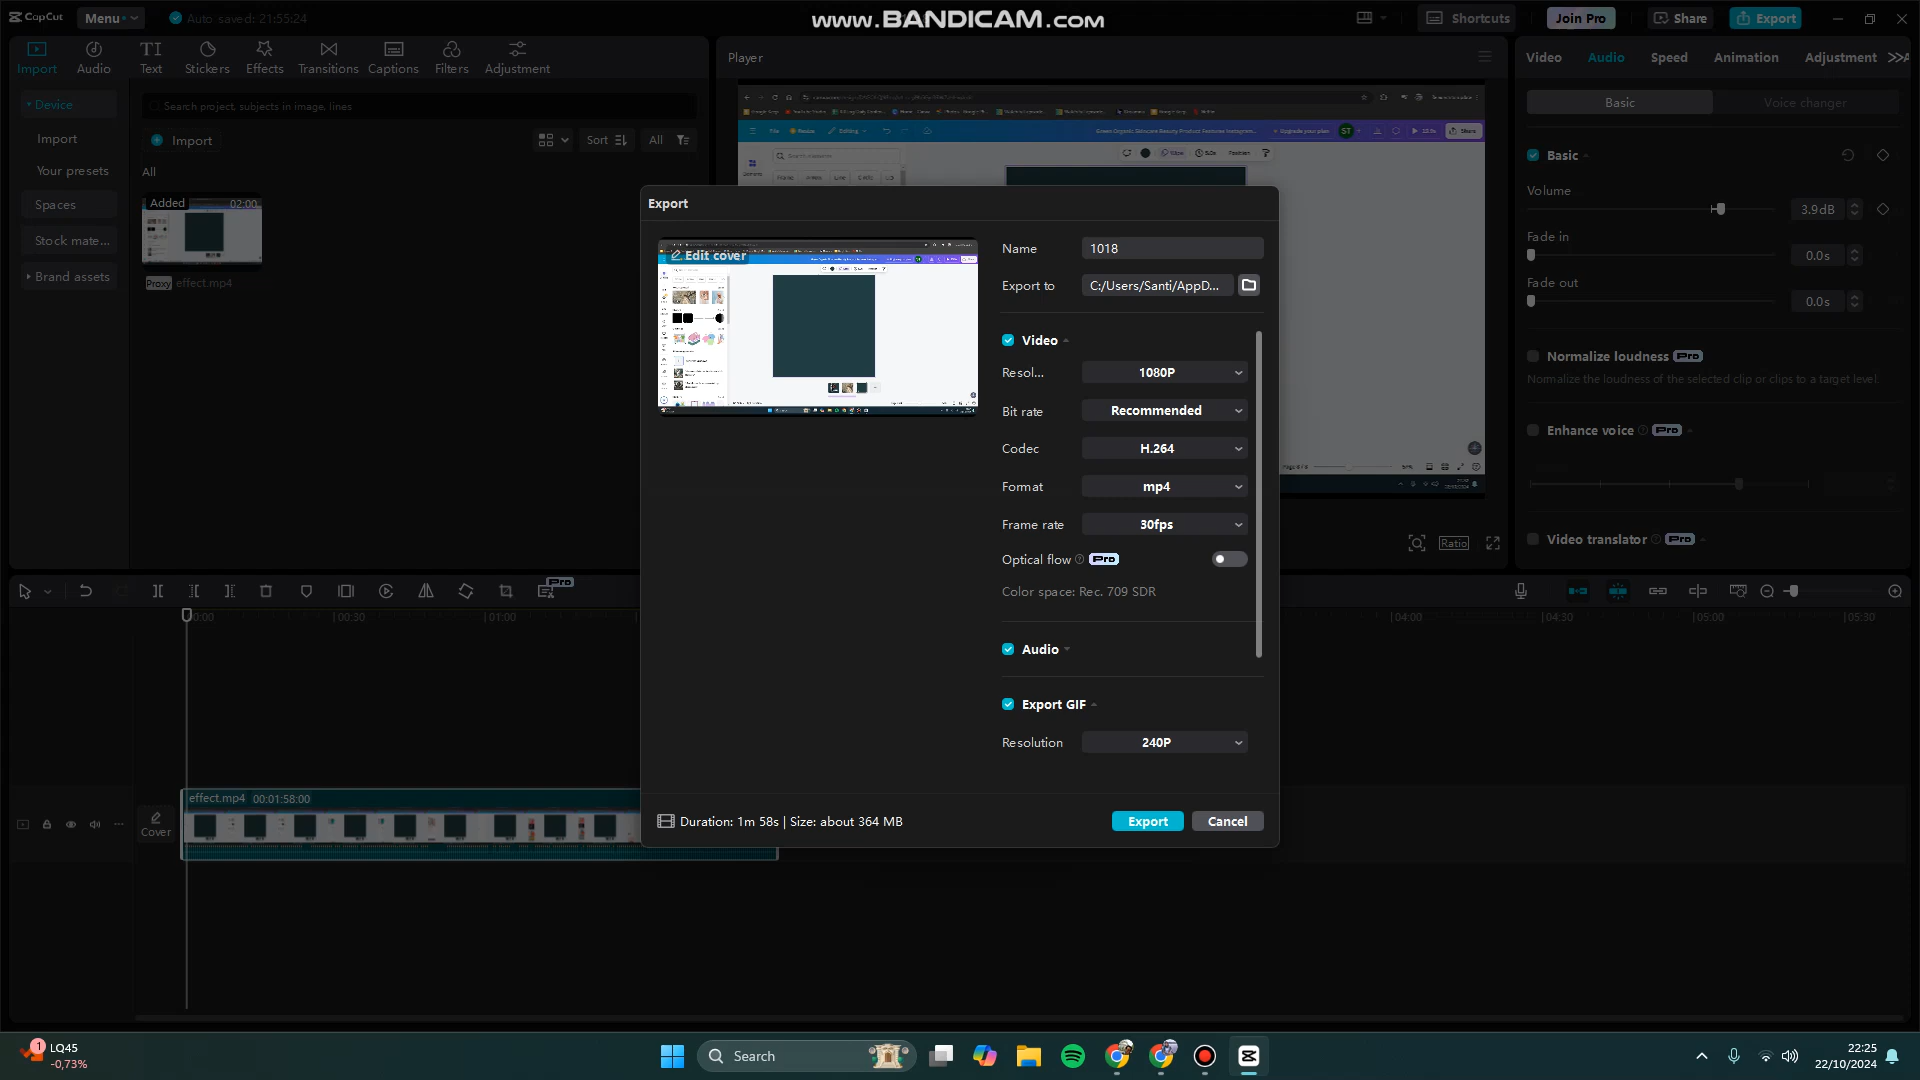 CapCut
Menu
Auto saved: 21:55:24
www.BANDICAM.com
Shortcuts
Join Pro
Share
Export
Import
Audio
Text
Stickers
Effects
Transitions
Captions
Filters
Adjustment
Device
Import
Your presets
Spaces
Stock mate...
Brand assets
Search project, subjects in image, lines
Import
Sort
All
All
Added
02:00
Proxy effect.mp4
Player
Ratio
Video
Audio
Speed
Animation
Adjustment
Basic
Voice changer
Basic
Volume
3.9dB
Fade in
0.0s
Fade out
0.0s
Normalize loudness Pro
Normalize the loudness of the selected clip or clips to a target level.
Enhance voice Pro
Video translator Pro
Export
Edit cover
Name
1018
Export to
C:/Users/Santi/AppD...
Video
Resol...
1080P
Bit rate
Recommended
Codec
H.264
Format
mp4
Frame rate
30fps
Optical flow Pro
Color space: Rec. 709 SDR
Audio
Export GIF
Resolution
240P
Duration: 1m 58s | Size: about 364 MB
Export
Cancel
Pro
00:00
00:30
01:00
04:00
04:30
05:00
05:30
Cover
effect.mp4 00:01:58:00
1
LQ45
-0,73%
Search
22:25
22/10/2024